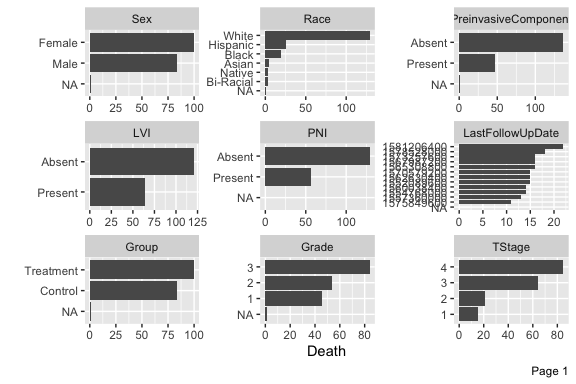 Sex
Female
Male
NA
0 25 50 75 100
Race
White
Hispanic
Black
Asian
Native
Bi-Racial
NA
0 50 100
PreinvasiveComponen
Absent
Present
NA
0 50 100
LVI
Absent
Present
0 25 50 75 100 125
PNI
Absent
Present
NA
0 50 100
LastFollowUpDate
1581206400
1575849600
NA
0 5 10 15 20
Group
Treatment
Control
NA
0 25 50 75 100
Grade
3
2
1
NA
0 20 40 60 80
TStage
4
3
2
1
0 20 40 60 80
Death
Page 1